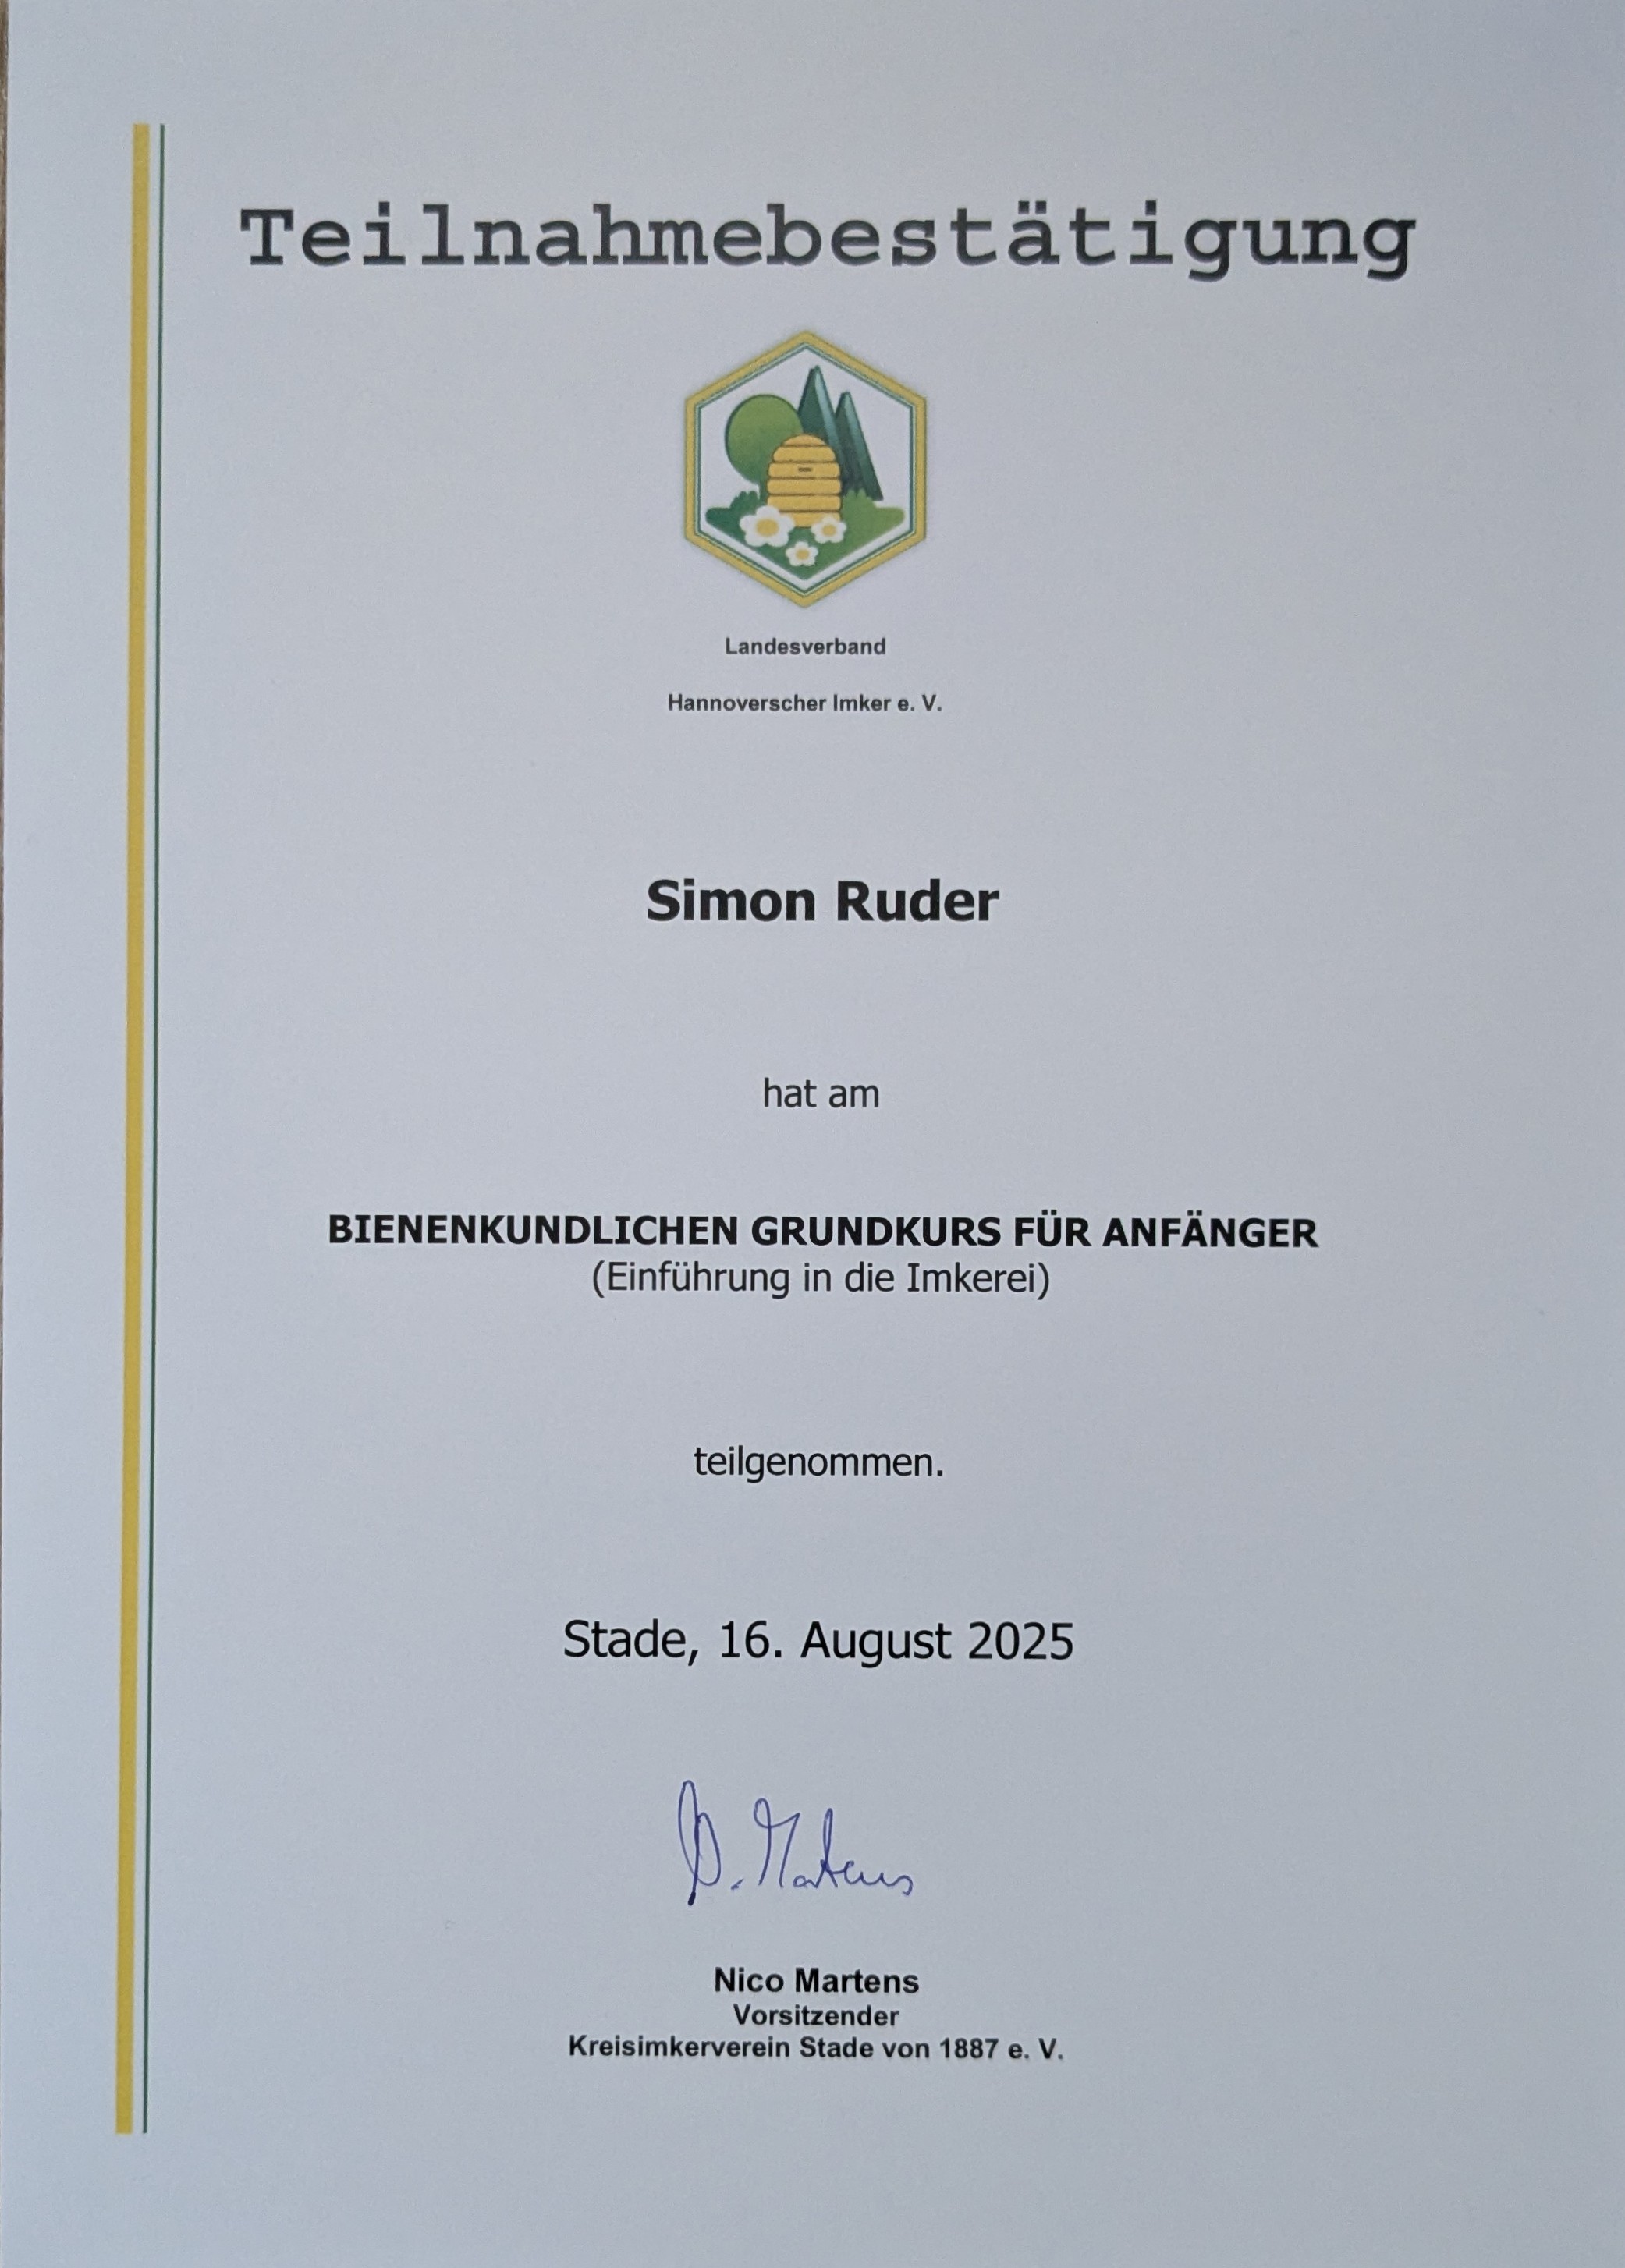 Teilnahmebestätigung
Landesverband
Hannoverscher Imker e. V.
Simon Ruder
hat am
BIENENKUNDLICHEN GRUNDKURS FÜR ANFÄNGER
(Einführung in die Imkerei)
teilgenommen.
Stade, 16. August 2025
N. Martens
Nico Martens
Vorsitzender
Kreisimkerverein Stade von 1887 e. V.